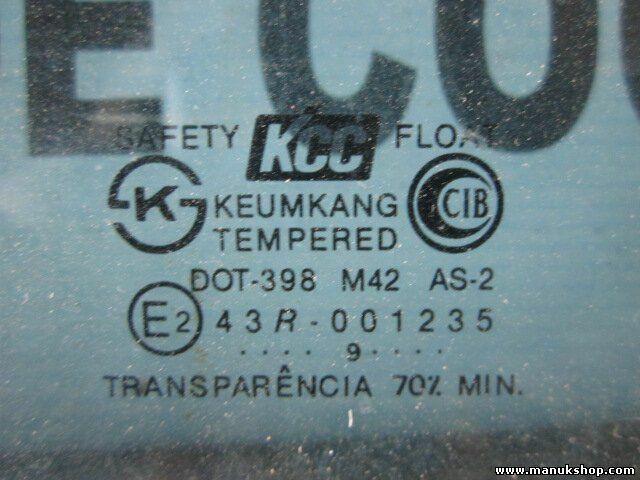 E COO
SAFETY KCC FLOAT
K KEUMKANG CIB
TEMPERED
DOT-398 M42 AS-2
E2 43R-001235
.... 9 ....
TRANSPARÊNCIA 70% MIN.
www.manukshop.com